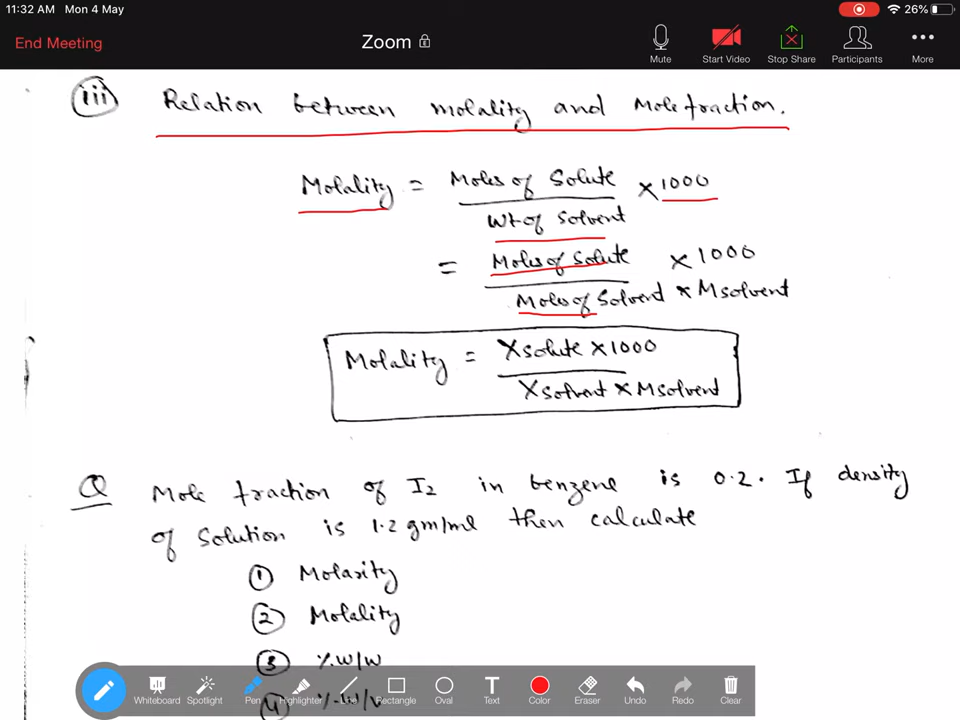 11:32 AM Mon 4 May
26%
End Meeting
Zoom
Mute
Start Video
Stop Share
Participants
More
(iii) Relation between molality and Molefraction.
Molality = Moles of Solute / Wt of Solvent × 1000
= Moles of Solute / Moles of Solvent × Msolvent × 1000
Molality = Xsolute × 1000 / Xsolvent × Msolvent
Q Mole fraction of I2 in benzene is 0.2. If density
of Solution is 1.2 gm/ml then calculate
① Molarity
② Molality
③ %W/W
④ %W/V
Whiteboard
Spotlight
Pen
Highlighter
Line
Rectangle
Oval
Text
Color
Eraser
Undo
Redo
Clear